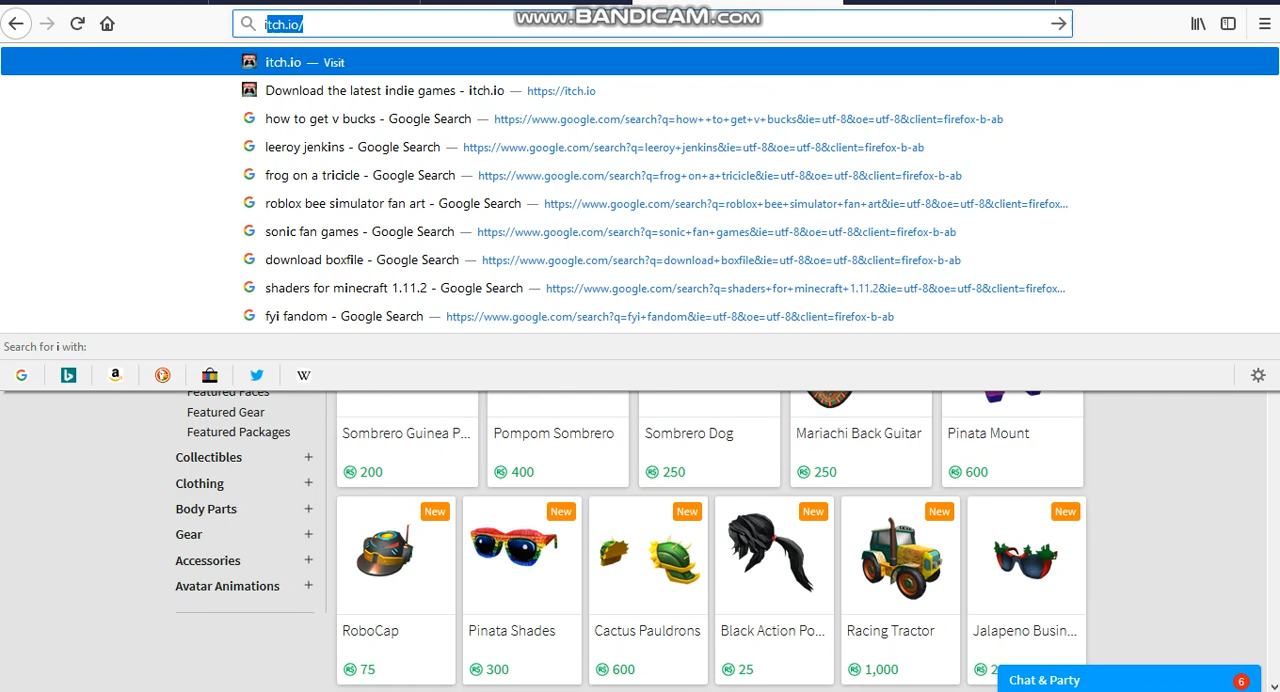 www.BANDICAM.com
itch.io/
itch.io — Visit
Download the latest indie games - itch.io — https://itch.io
how to get v bucks - Google Search — https://www.google.com/search?q=how++to+get+v+bucks&ie=utf-8&oe=utf-8&client=firefox-b-ab
leeroy jenkins - Google Search — https://www.google.com/search?q=leeroy+jenkins&ie=utf-8&oe=utf-8&client=firefox-b-ab
frog on a tricicle - Google Search — https://www.google.com/search?q=frog+on+a+tricicle&ie=utf-8&oe=utf-8&client=firefox-b-ab
roblox bee simulator fan art - Google Search — https://www.google.com/search?q=roblox+bee+simulator+fan+art&ie=utf-8&oe=utf-8&client=firefox...
sonic fan games - Google Search — https://www.google.com/search?q=sonic+fan+games&ie=utf-8&oe=utf-8&client=firefox-b-ab
download boxfile - Google Search — https://www.google.com/search?q=download+boxfile&ie=utf-8&oe=utf-8&client=firefox-b-ab
shaders for minecraft 1.11.2 - Google Search — https://www.google.com/search?q=shaders+for+minecraft+1.11.2&ie=utf-8&oe=utf-8&client=firefox...
fyi fandom - Google Search — https://www.google.com/search?q=fyi+fandom&ie=utf-8&oe=utf-8&client=firefox-b-ab
Search for i with:
Featured Faces
Featured Gear
Featured Packages
Collectibles +
Clothing +
Body Parts +
Gear +
Accessories +
Avatar Animations +
Sombrero Guinea P... Pompom Sombrero Sombrero Dog Mariachi Back Guitar Pinata Mount
200 400 250 250 600
New New New New New New
RoboCap Pinata Shades Cactus Pauldrons Black Action Po... Racing Tractor Jalapeno Busin...
75 300 600 25 1,000
Chat & Party 6